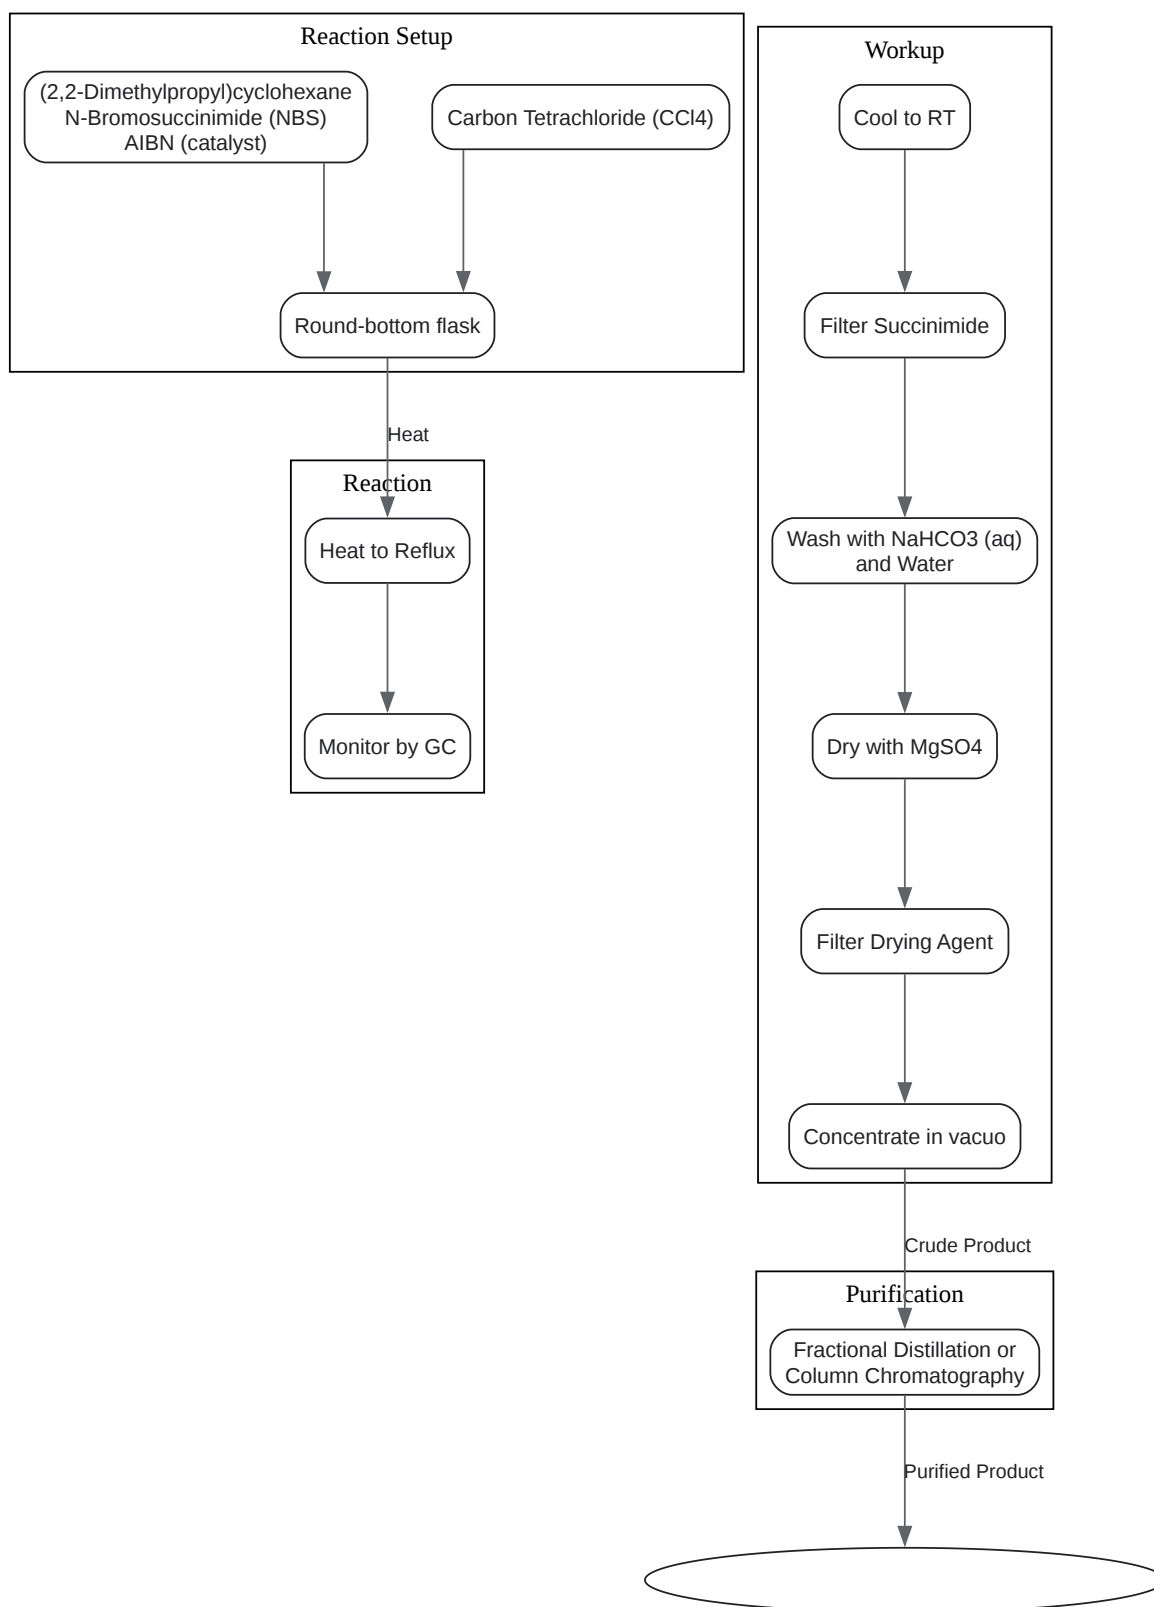 Reaction Setup
(2,2-Dimethylpropyl)cyclohexane
N-Bromosuccinimide (NBS)
AIBN (catalyst)
Carbon Tetrachloride (CCl4)
Round-bottom flask
Heat
Reaction
Heat to Reflux
Monitor by GC
Workup
Cool to RT
Filter Succinimide
Wash with NaHCO3 (aq)
and Water
Dry with MgSO4
Filter Drying Agent
Concentrate in vacuo
Crude Product
Purification
Fractional Distillation or
Column Chromatography
Purified Product